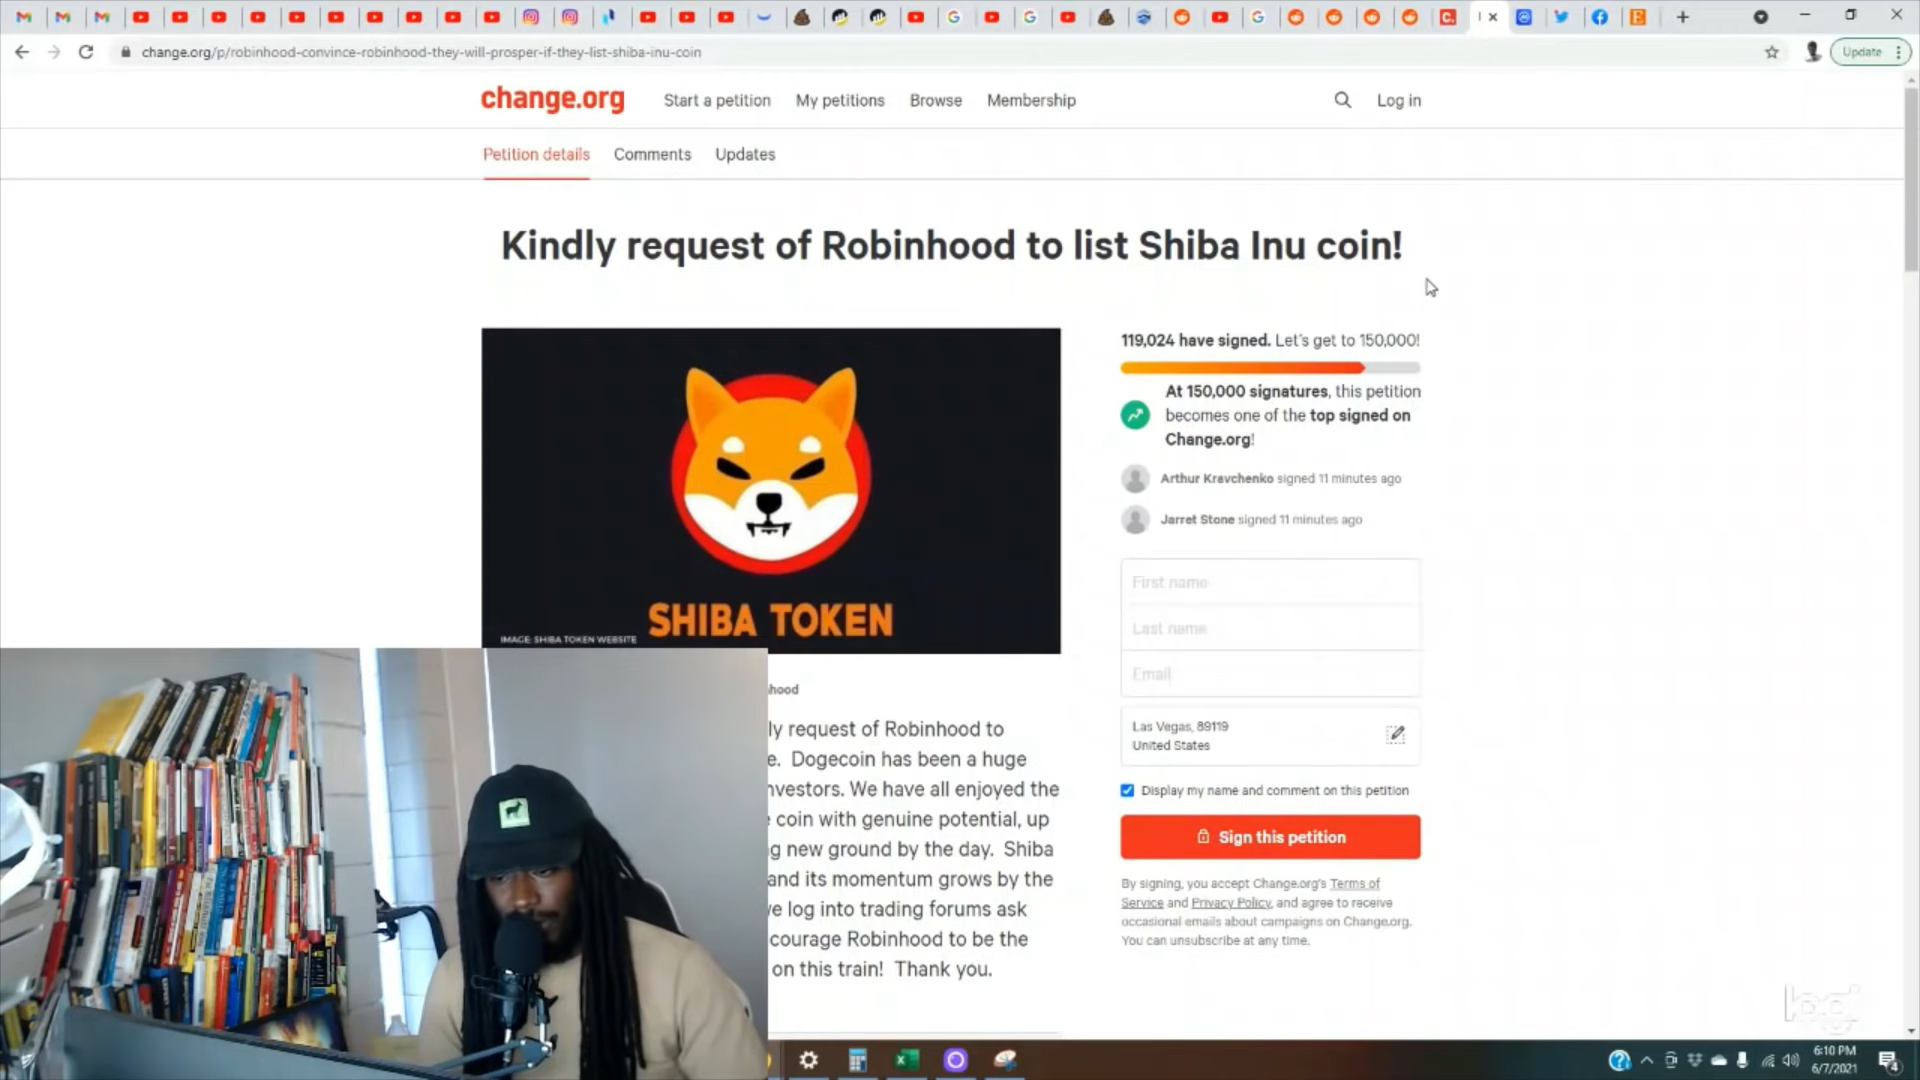 change.org/p/robinhood-convince-robinhood-they-will-prosper-if-they-list-shiba-inu-coin
Update
change.org
Start a petition
My petitions
Browse
Membership
Log in
Petition details
Comments
Updates
Kindly request of Robinhood to list Shiba Inu coin!
SHIBA TOKEN
IMAGE: SHIBA TOKEN WEBSITE
119,024 have signed. Let's get to 150,000!
At 150,000 signatures, this petition
becomes one of the top signed on
Change.org!
Arthur Kravchenko signed 11 minutes ago
Jarret Stone signed 11 minutes ago
First name
Last name
Email
Las Vegas, 89119
United States
Display my name and comment on this petition
Sign this petition
By signing, you accept Change.org's Terms of
Service and Privacy Policy, and agree to receive
occasional emails about campaigns on Change.org.
You can unsubscribe at any time.
hood
ly request of Robinhood to
e. Dogecoin has been a huge
nvestors. We have all enjoyed the
coin with genuine potential, up
g new ground by the day. Shiba
and its momentum grows by the
e log into trading forums ask
courage Robinhood to be the
on this train! Thank you.
logi
6:10 PM
6/7/2021
4